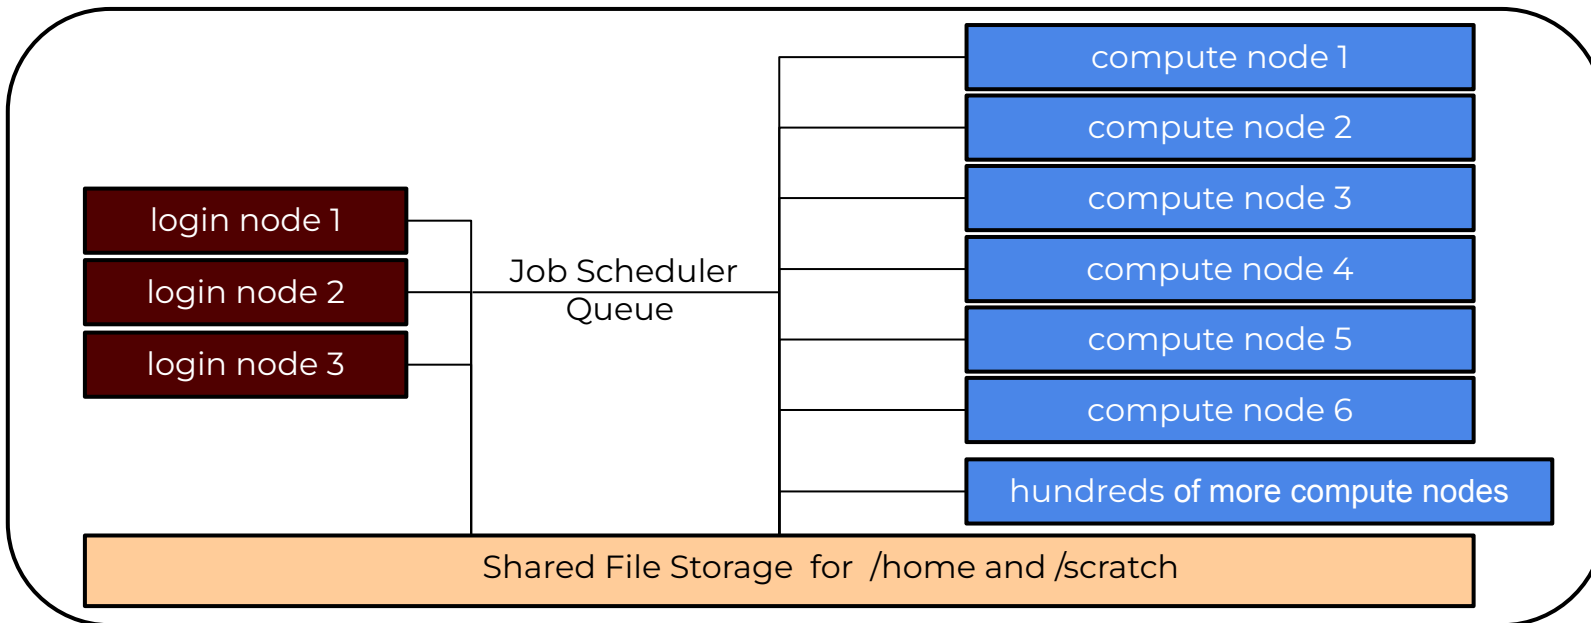 login node 1
login node 2
login node 3
Job Scheduler
Queue
compute node 1
compute node 2
compute node 3
compute node 4
compute node 5
compute node 6
hundreds of more compute nodes
Shared File Storage  for  /home and /scratch